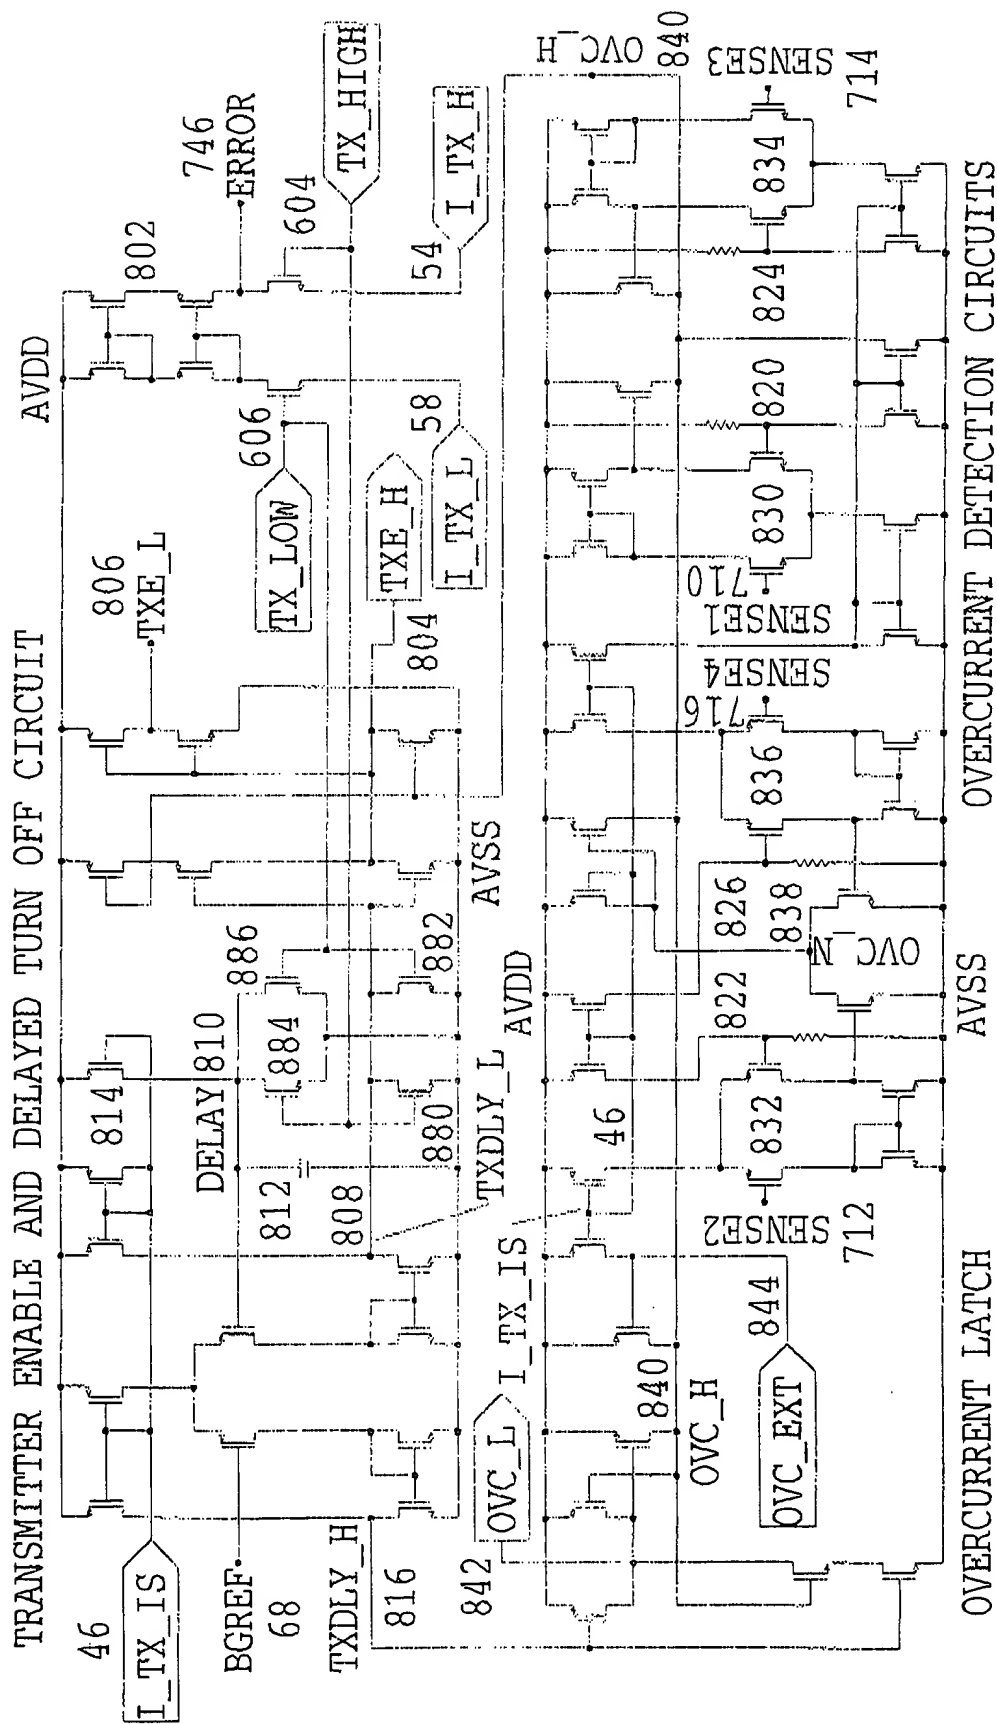 TRANSMITTER ENABLE AND DELAYED TURN OFF CIRCUIT
AVDD
46
I_TX_IS
BGREF
68
TXDLY_H
816
814
DELAY 810
812
808
884
886
880
882
AVSS
TXDLY_L
806
TXE_L
TX_LOW
606
TXE_H
804
I_TX_L
58
802
746
ERROR
604
TX_HIGH
54
I_TX_H
842
OVC_L
I_TX_IS
46
AVDD
OVC_H
840
840
OVC_H
844
OVC_EXT
SENSE2
712
832
822
OVC_N
838
826
836
716
SENSE4
SENSE1
710
830
820
824
834
SENSE3
714
AVSS
OVERCURRENT LATCH
OVERCURRENT DETECTION CIRCUITS